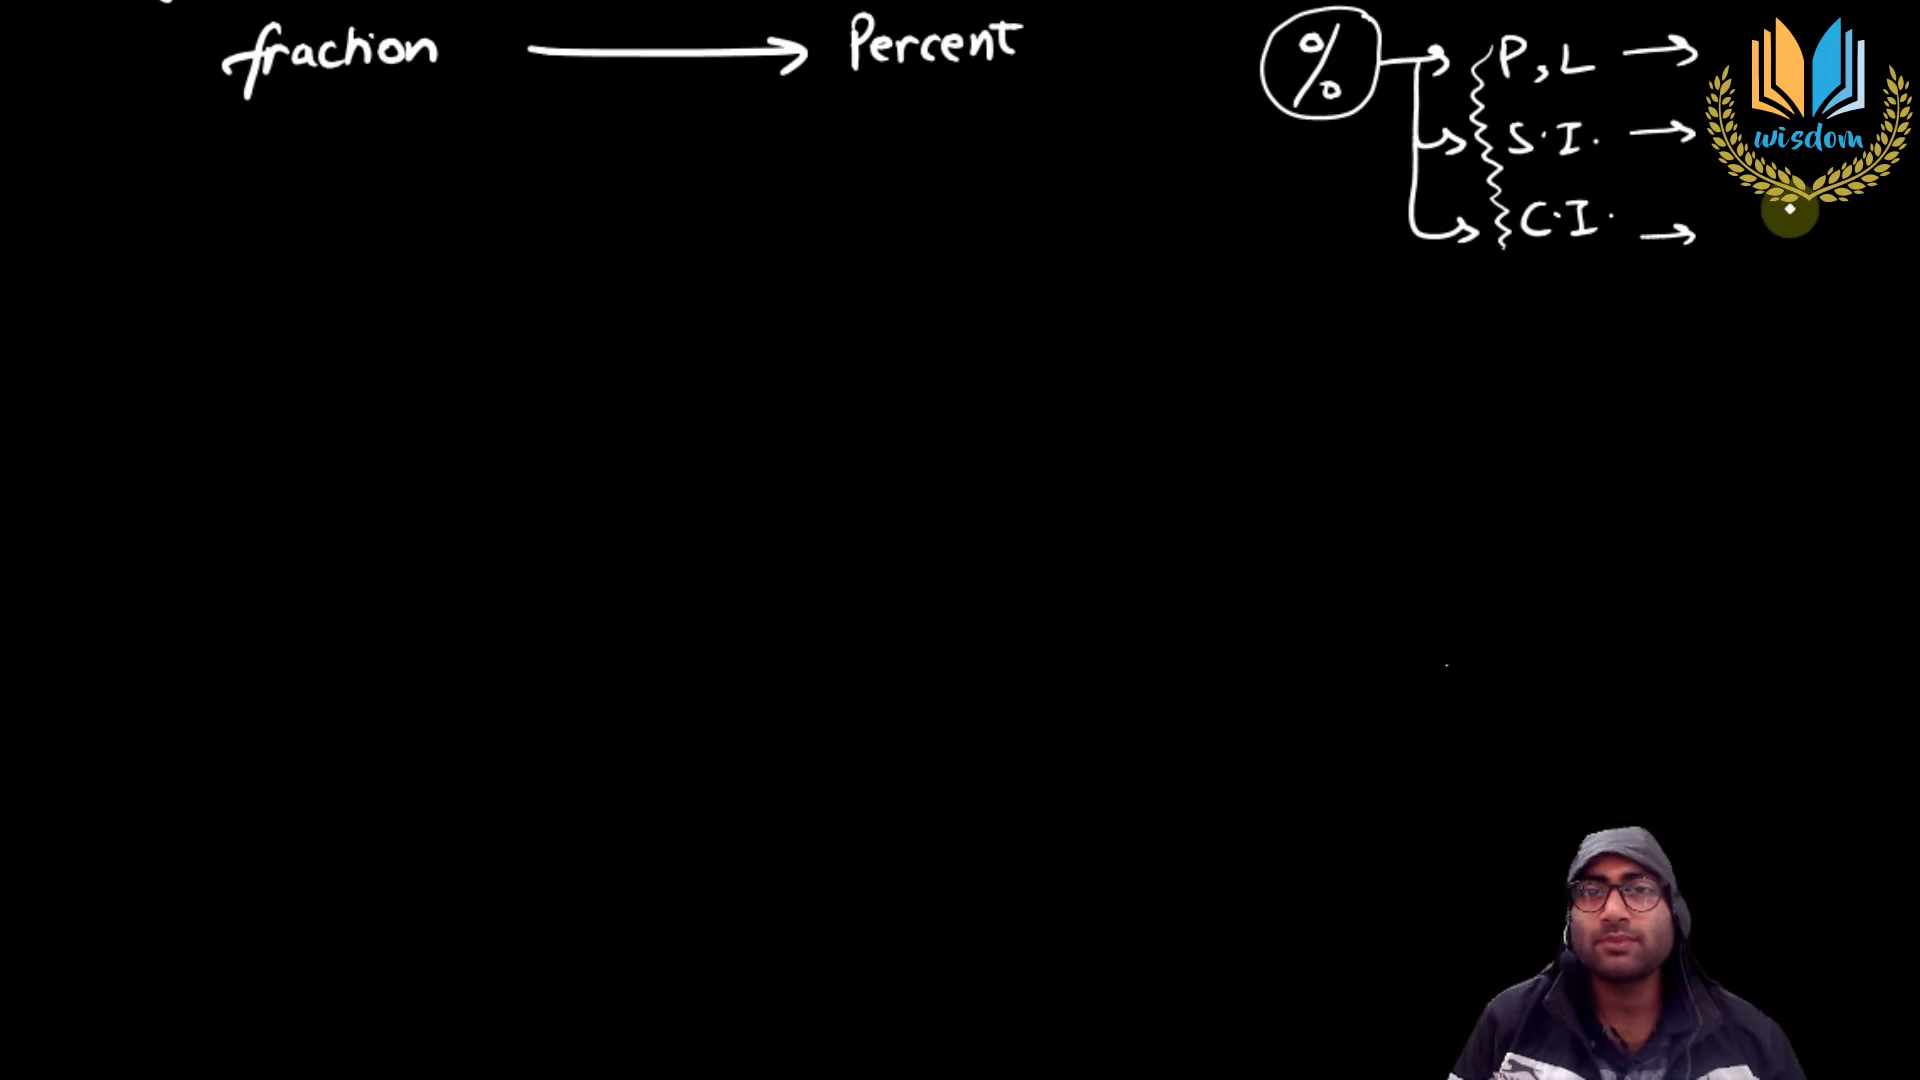 fraction → Percent
% → P, L →
S.I. →
C.I. →
wisdom